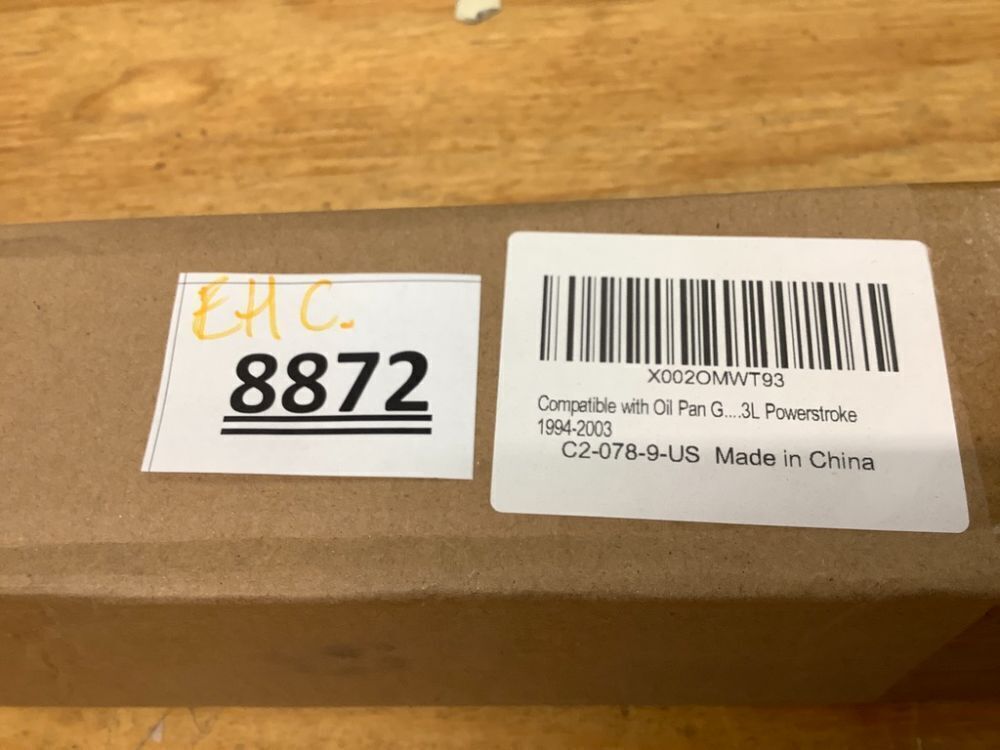 EHC.
8872
X002OMWT93
Compatible with Oil Pan G....3L Powerstroke
1994-2003
C2-078-9-US Made in China